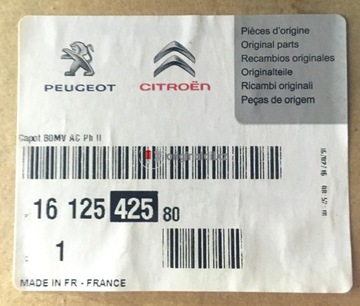 PEUGEOT
CITROËN
Pièces d'origine
Original parts
Recambios originales
Originalteile
Ricambi originali
Peças de origem
Capot BDMV AC Ph II
16 125 425 80
1
MADE IN FR - FRANCE